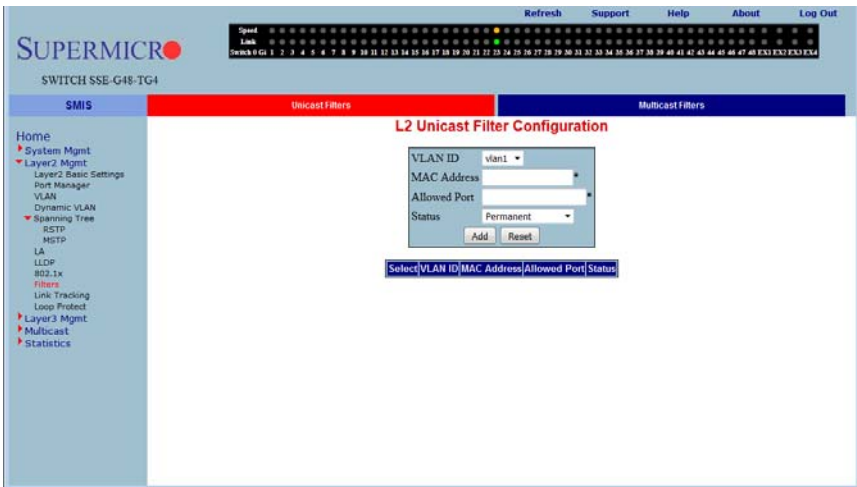 Refresh Support Help About Log Out
Speed
Link
Switch 0 Gi 1 2 3 4 5 6 7 8 9 10 11 12 13 14 15 16 17 18 19 20 21 22 23 24 25 26 27 28 29 30 31 32 33 34 35 36 37 38 39 40 41 42 43 44 45 46 47 48 EX1 EX2 EX3 EX4
SUPERMICRO
SWITCH SSE-G48-TG4
SMIS
Unicast Filters
Multicast Filters
Home
System Mgmt
Layer2 Mgmt
Layer2 Basic Settings
Port Manager
VLAN
Dynamic VLAN
Spanning Tree
RSTP
MSTP
LA
LLDP
802.1x
Filters
Link Tracking
Loop Protect
Layer3 Mgmt
Multicast
Statistics
L2 Unicast Filter Configuration
VLAN ID vlan1
MAC Address *
Allowed Port *
Status Permanent
Add Reset
Select VLAN ID MAC Address Allowed Port Status